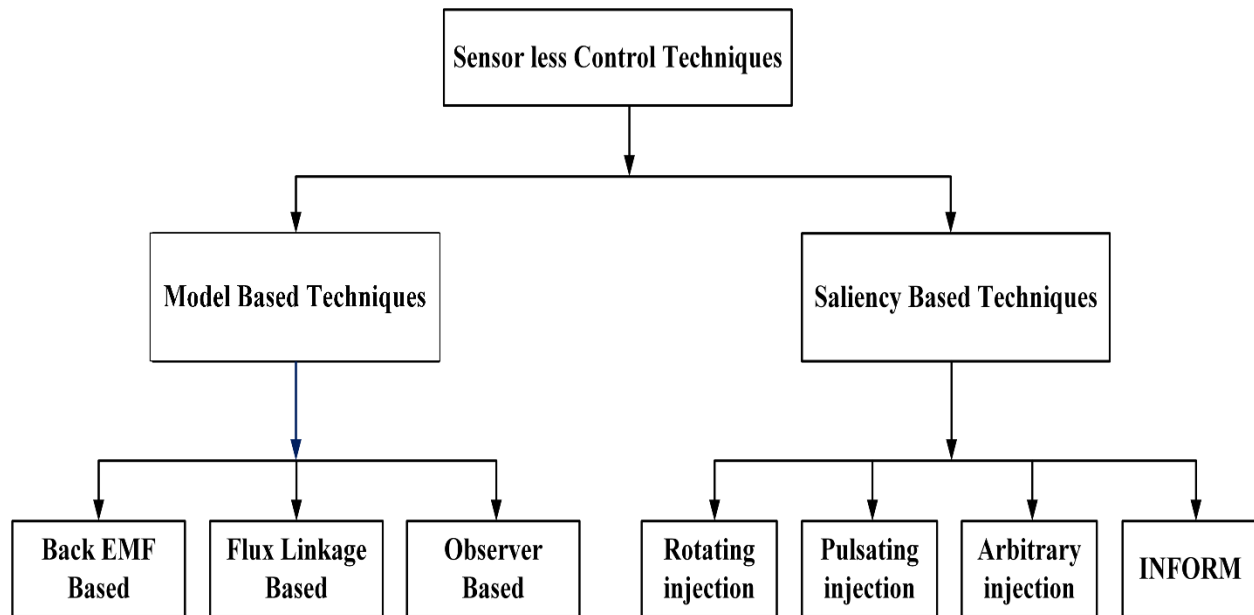 Sensor less Control Techniques
Model Based Techniques
Saliency Based Techniques
Back EMF
Based
Flux Linkage
Based
Observer
Based
Rotating
injection
Pulsating
injection
Arbitrary
injection
INFORM